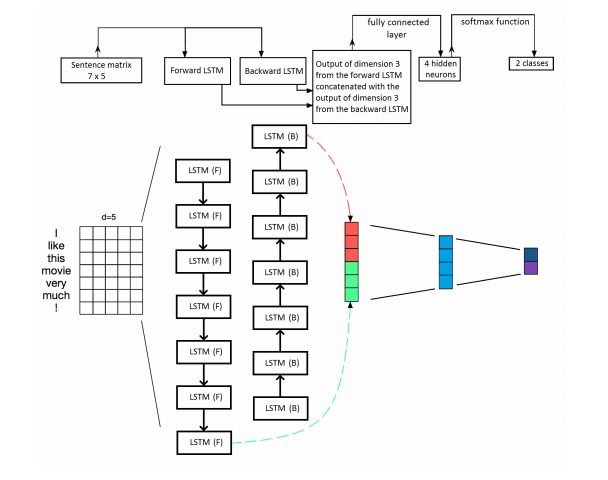 fully connected
layer
softmax function
Sentence matrix
7 x 5
Forward LSTM
Backward LSTM
Output of dimension 3
from the forward LSTM
concatenated with the
output of dimension 3
from the backward LSTM
4 hidden
neurons
2 classes
d=5
I
like
this
movie
very
much
!
LSTM (F)
LSTM (F)
LSTM (F)
LSTM (F)
LSTM (F)
LSTM (F)
LSTM (F)
LSTM (B)
LSTM (B)
LSTM (B)
LSTM (B)
LSTM (B)
LSTM (B)
LSTM (B)